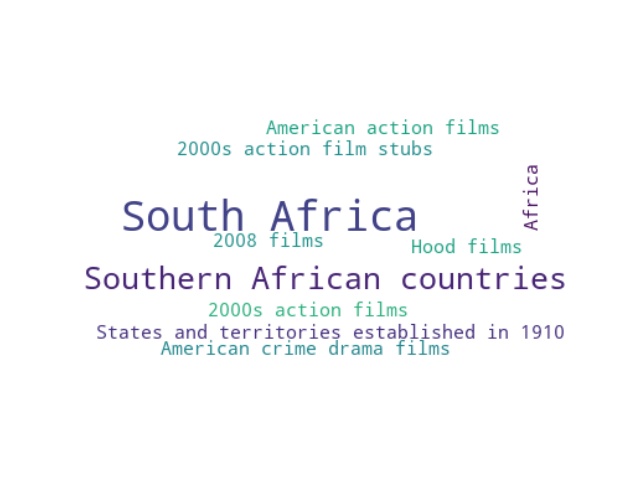 American action films
2000s action film stubs
Africa
South Africa
2008 films
Hood films
Southern African countries
2000s action films
States and territories established in 1910
American crime drama films